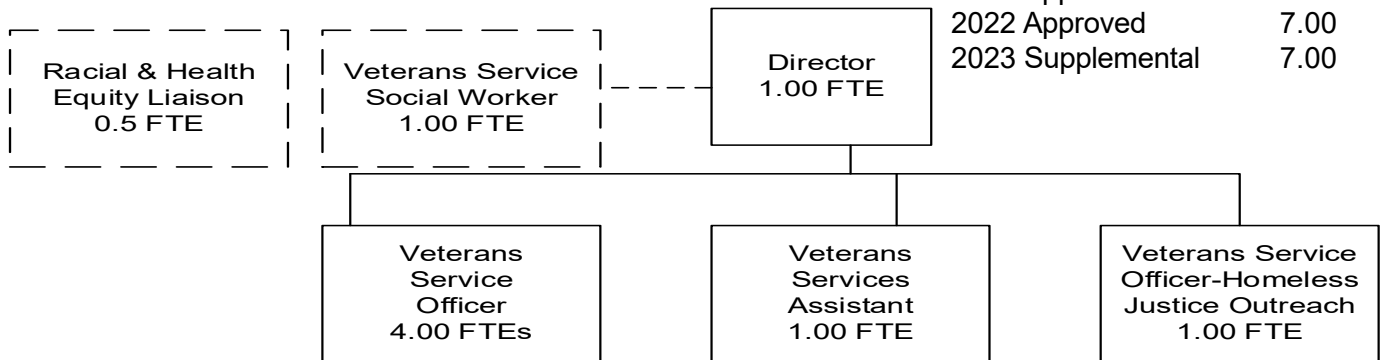 2022 Approved 7.00
2023 Supplemental 7.00
Racial & Health
Equity Liaison
0.5 FTE
Veterans Service
Social Worker
1.00 FTE
Director
1.00 FTE
Veterans
Service
Officer
4.00 FTEs
Veterans
Services
Assistant
1.00 FTE
Veterans Service
Officer-Homeless
Justice Outreach
1.00 FTE